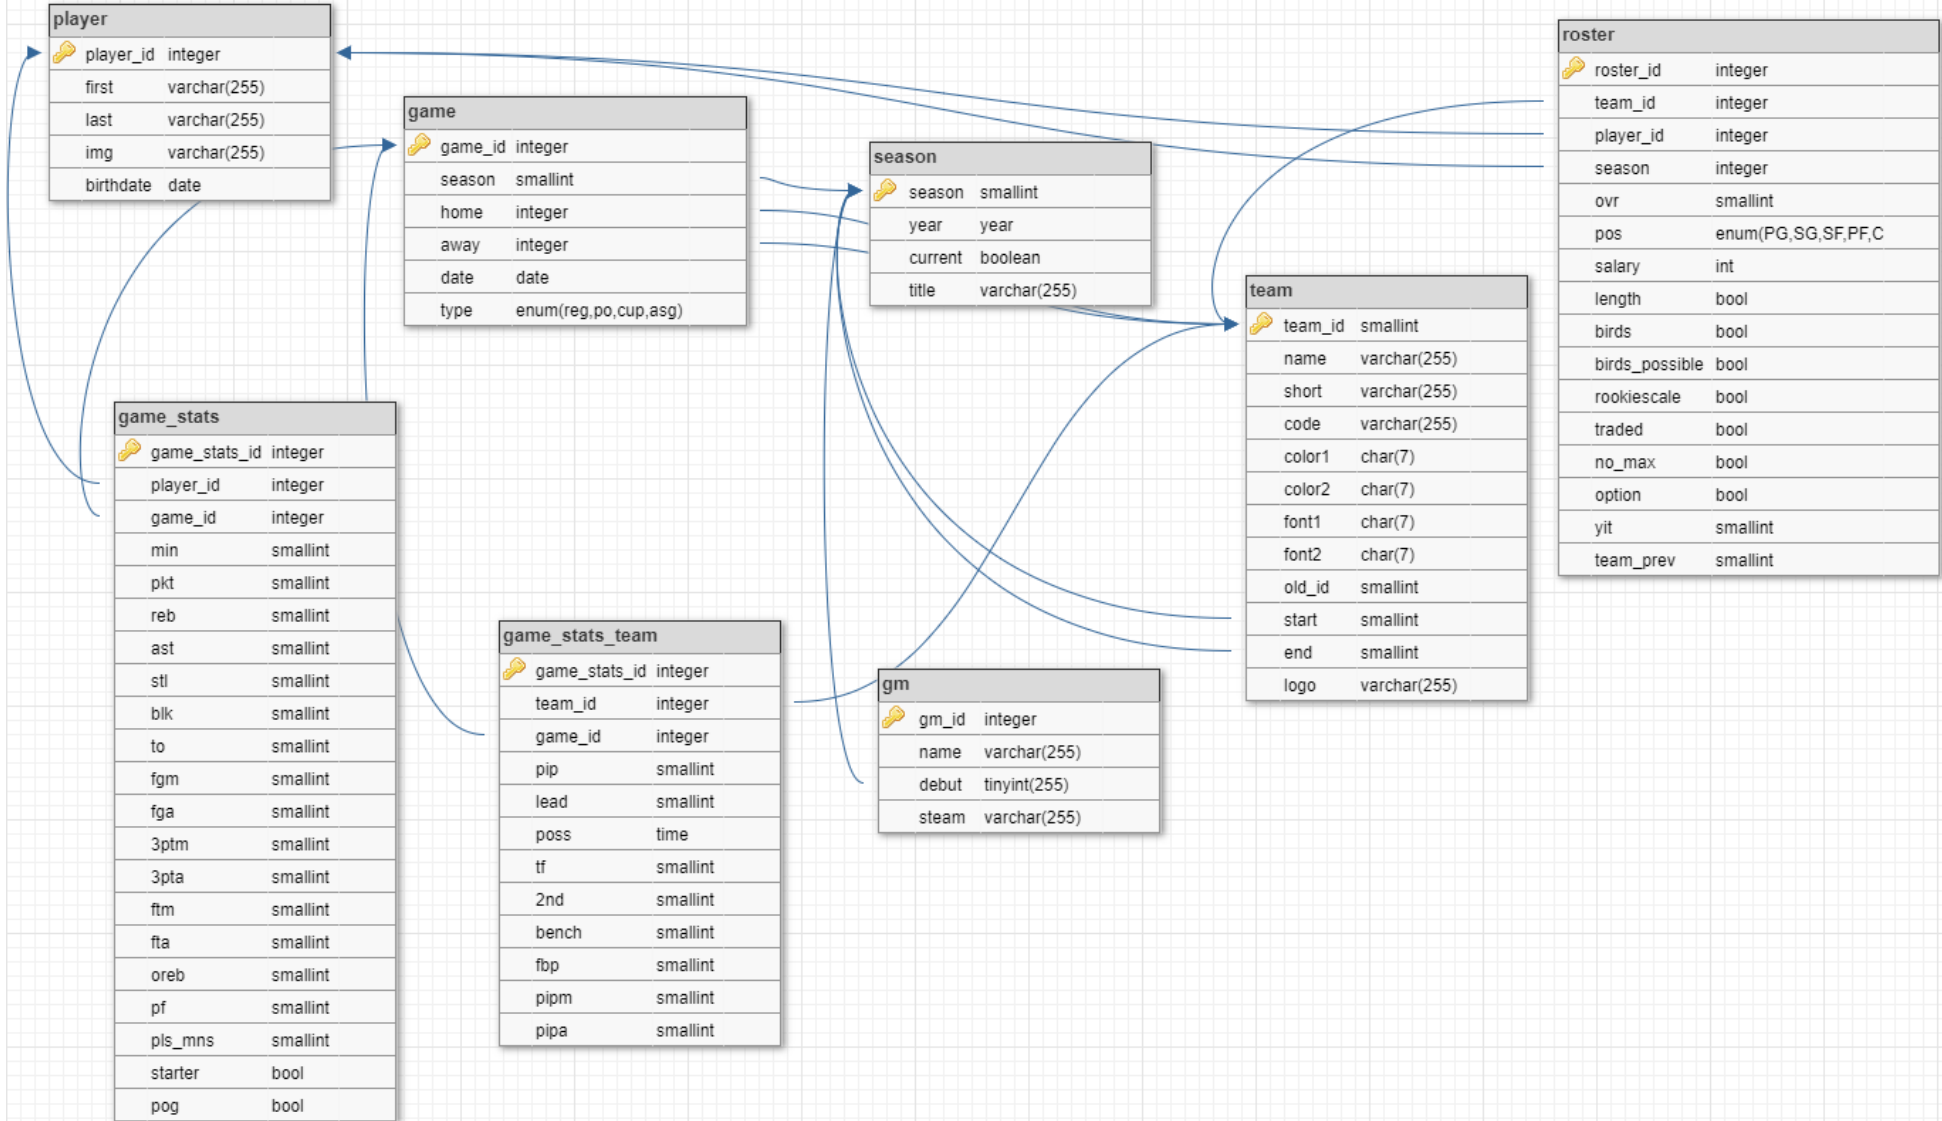 player
player_id integer
first varchar(255)
last varchar(255)
img varchar(255)
birthdate date
game
game_id integer
season smallint
home integer
away integer
date date
type enum(reg,po,cup,asg)
season
season smallint
year year
current boolean
title varchar(255)
team
team_id smallint
name varchar(255)
short varchar(255)
code varchar(255)
color1 char(7)
color2 char(7)
font1 char(7)
font2 char(7)
old_id smallint
start smallint
end smallint
logo varchar(255)
roster
roster_id integer
team_id integer
player_id integer
season integer
ovr smallint
pos enum(PG,SG,SF,PF,C
salary int
length bool
birds bool
birds_possible bool
rookiescale bool
traded bool
no_max bool
option bool
yit smallint
team_prev smallint
game_stats
game_stats_id integer
player_id integer
game_id integer
min smallint
pkt smallint
reb smallint
ast smallint
stl smallint
blk smallint
to smallint
fgm smallint
fga smallint
3ptm smallint
3pta smallint
ftm smallint
fta smallint
oreb smallint
pf smallint
pls_mns smallint
starter bool
pog bool
game_stats_team
game_stats_id integer
team_id integer
game_id integer
pip smallint
lead smallint
poss time
tf smallint
2nd smallint
bench smallint
fbp smallint
pipm smallint
pipa smallint
gm
gm_id integer
name varchar(255)
debut tinyint(255)
steam varchar(255)